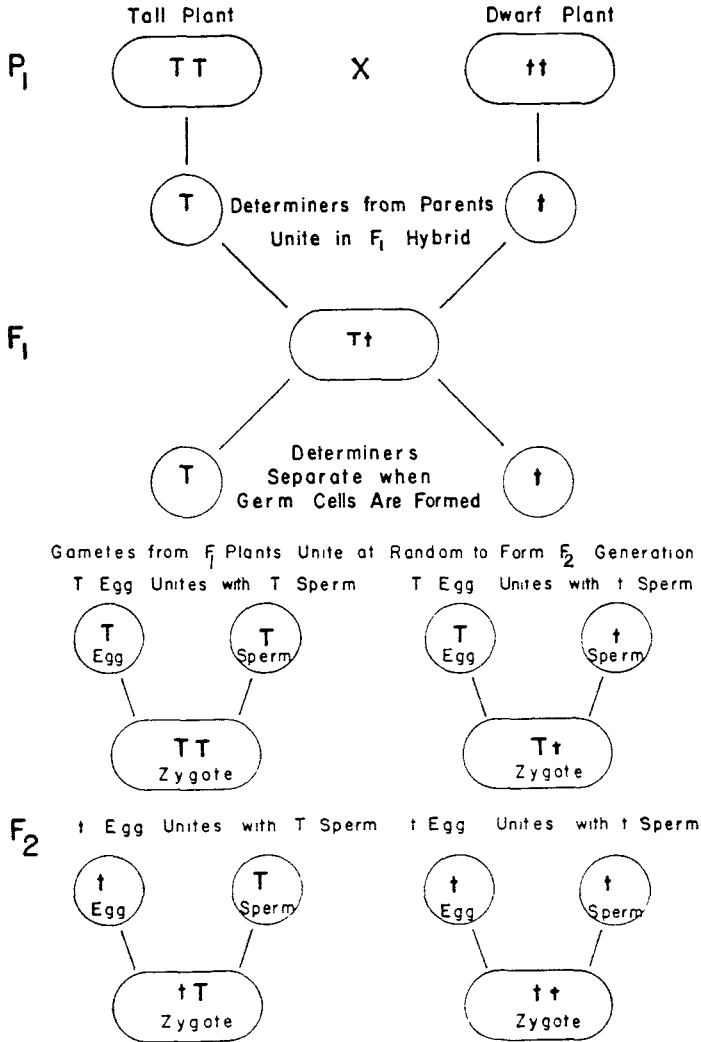 Tall Plant Dwarf Plant
P1 TT X tt
T Determiners from Parents t
Unite in F1 Hybrid
F1 Tt
Determiners
T Separate when t
Germ Cells Are Formed
Gametes from F1 Plants Unite at Random to Form F2 Generation
T Egg Unites with T Sperm T Egg Unites with t Sperm
T T T t
Egg Sperm Egg Sperm
TT Tt
Zygote Zygote
F2 t Egg Unites with T Sperm t Egg Unites with t Sperm
t T t t
Egg Sperm Egg Sperm
tT tt
Zygote Zygote